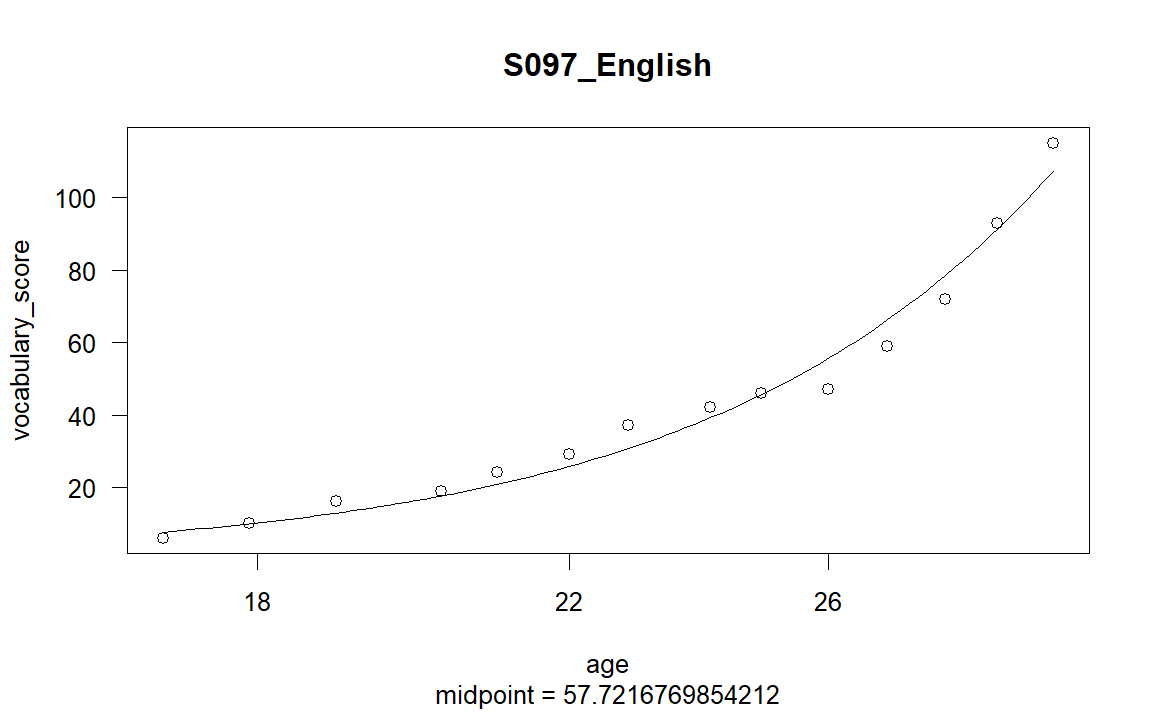 S097_English
vocabulary_score
100
80
60
40
20
18 22 26
age
midpoint = 57.7216769854212